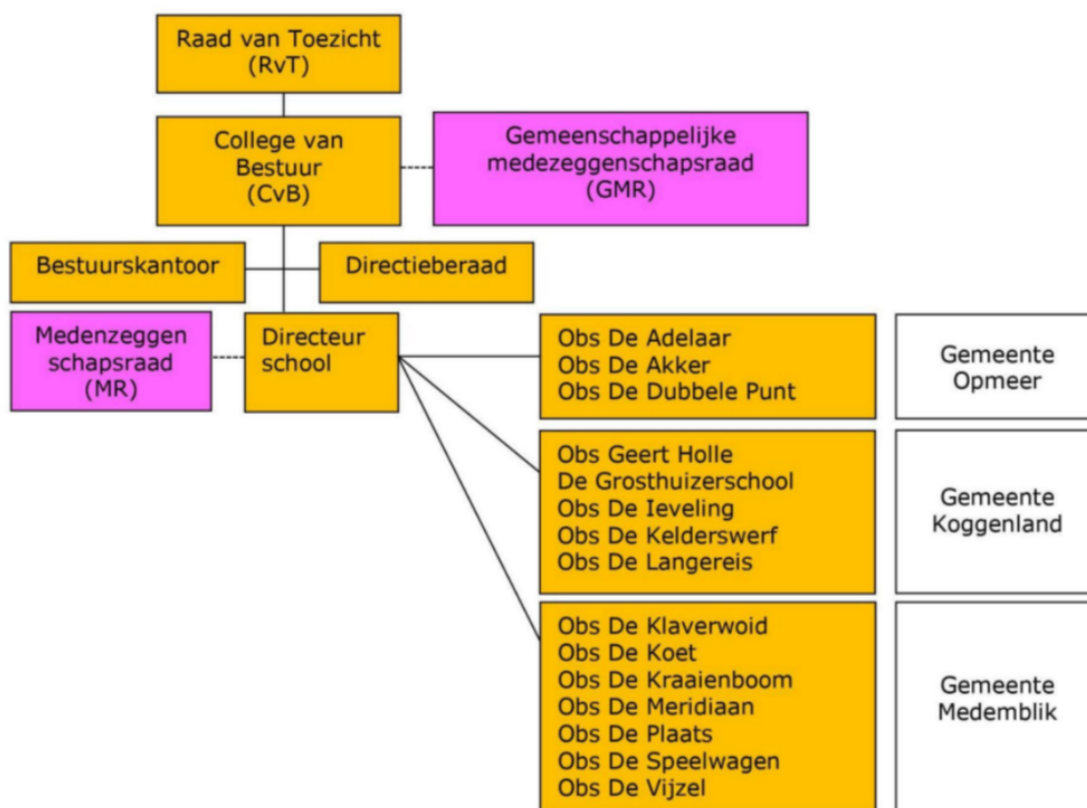 Raad van Toezicht
(RvT)
College van
Bestuur
(CvB)
Gemeenschappelijke
medezeggenschapsraad
(GMR)
Bestuurskantoor
Directieberaad
Medenzeggen
schapsraad
(MR)
Directeur
school
Obs De Adelaar
Obs De Akker
Obs De Dubbele Punt
Gemeente
Opmeer
Obs Geert Holle
De Grosthuizerschool
Obs De Ieveling
Obs De Kelderswerf
Obs De Langereis
Gemeente
Koggenland
Obs De Klaverwoid
Obs De Koet
Obs De Kraaienboom
Obs De Meridiaan
Obs De Plaats
Obs De Speelwagen
Obs De Vijzel
Gemeente
Medemblik